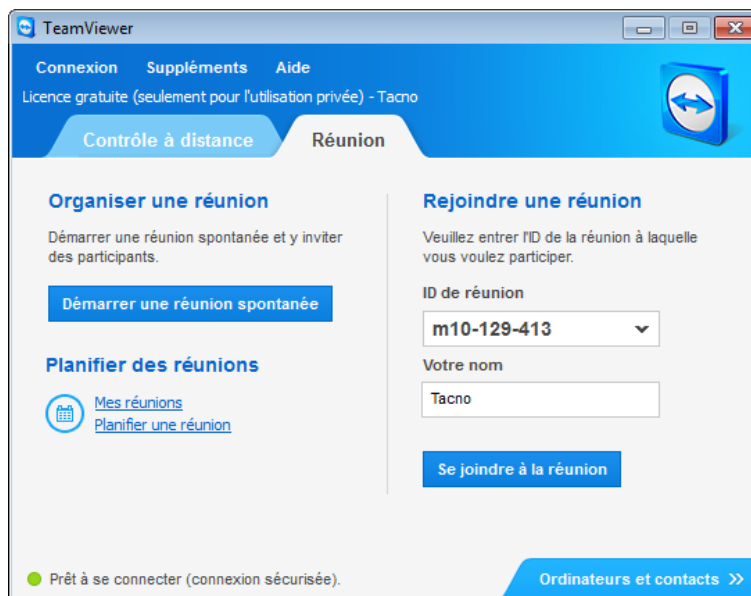 TeamViewer
Connexion Suppléments Aide
Licence gratuite (seulement pour l'utilisation privée) - Tacno
Contrôle à distance Réunion
Organiser une réunion
Démarrer une réunion spontanée et y inviter
des participants.
Démarrer une réunion spontanée
Planifier des réunions
Mes réunions
Planifier une réunion
Rejoindre une réunion
Veuillez entrer l'ID de la réunion à laquelle
vous voulez participer.
ID de réunion
m10-129-413
Votre nom
Tacno
Se joindre à la réunion
Prêt à se connecter (connexion sécurisée).
Ordinateurs et contacts >>